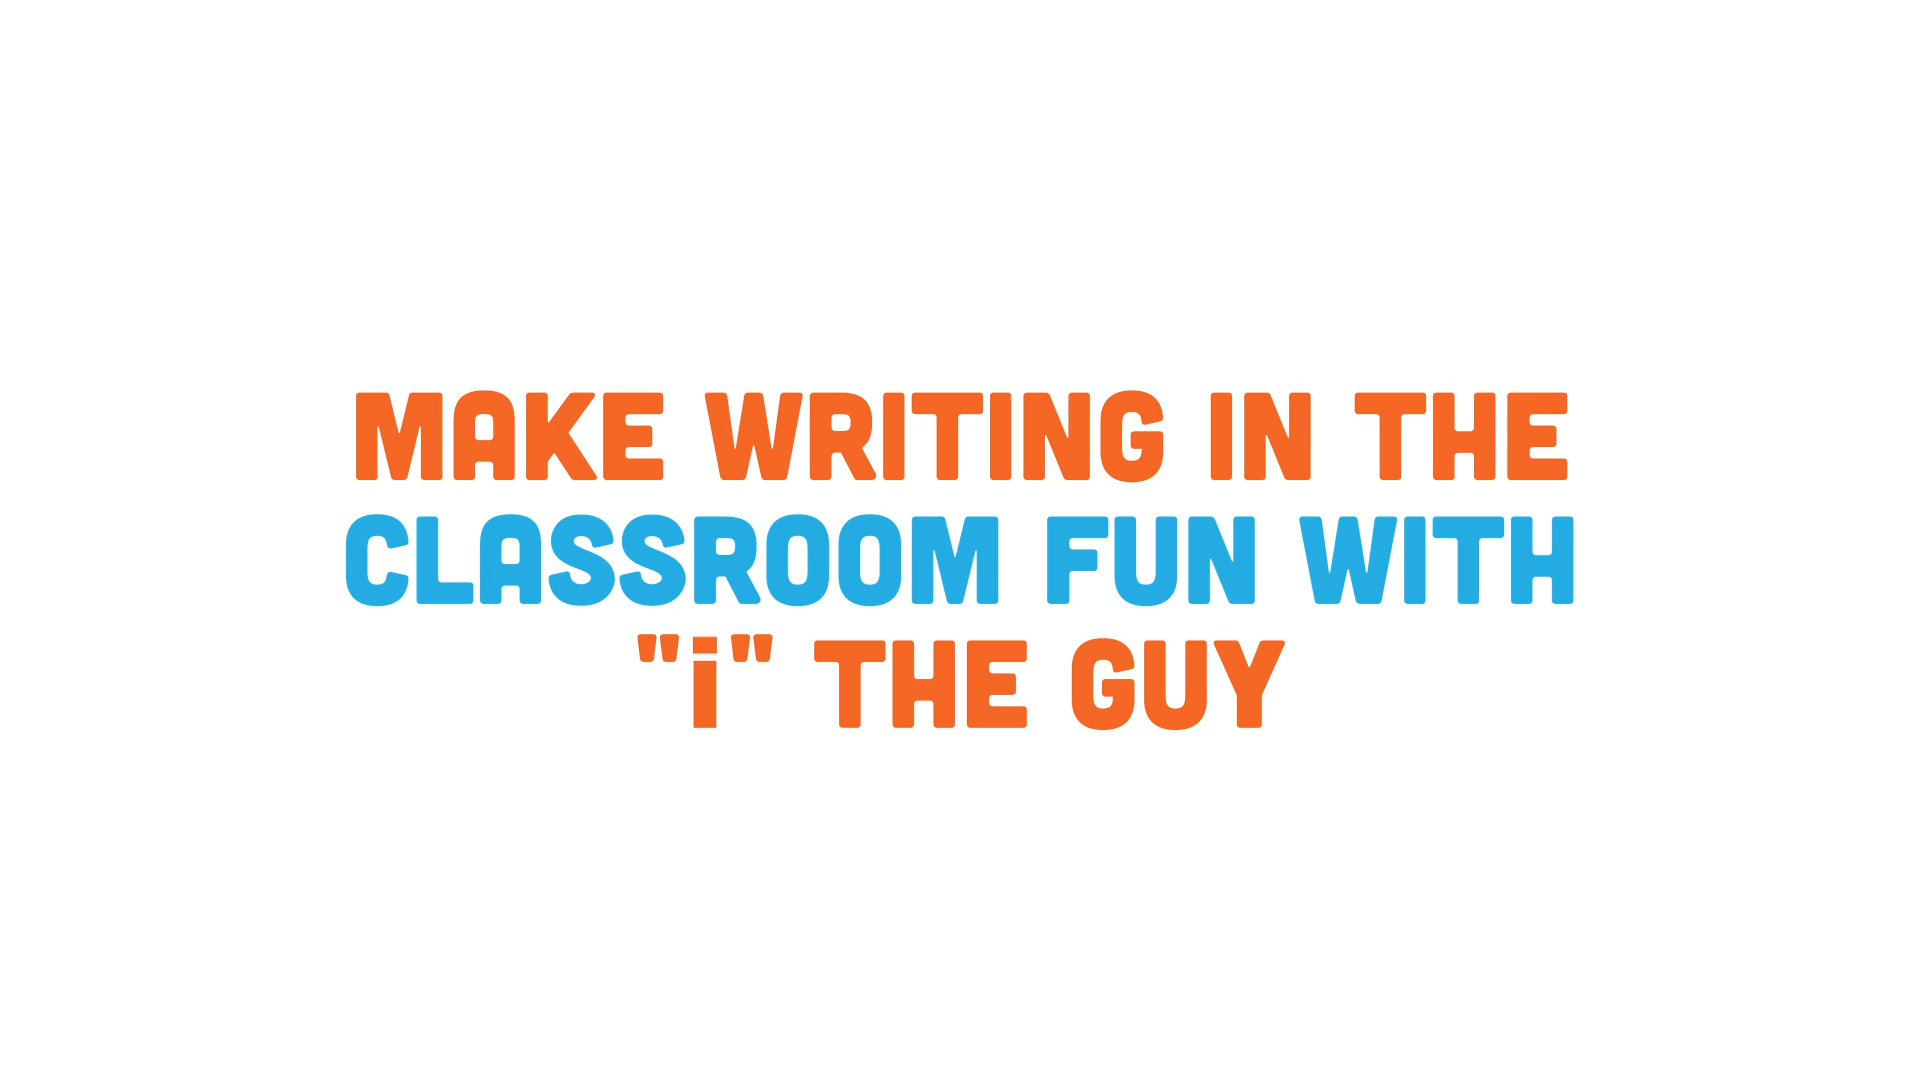 MAKE WRITING IN THE
CLASSROOM FUN WITH
"i" THE GUY